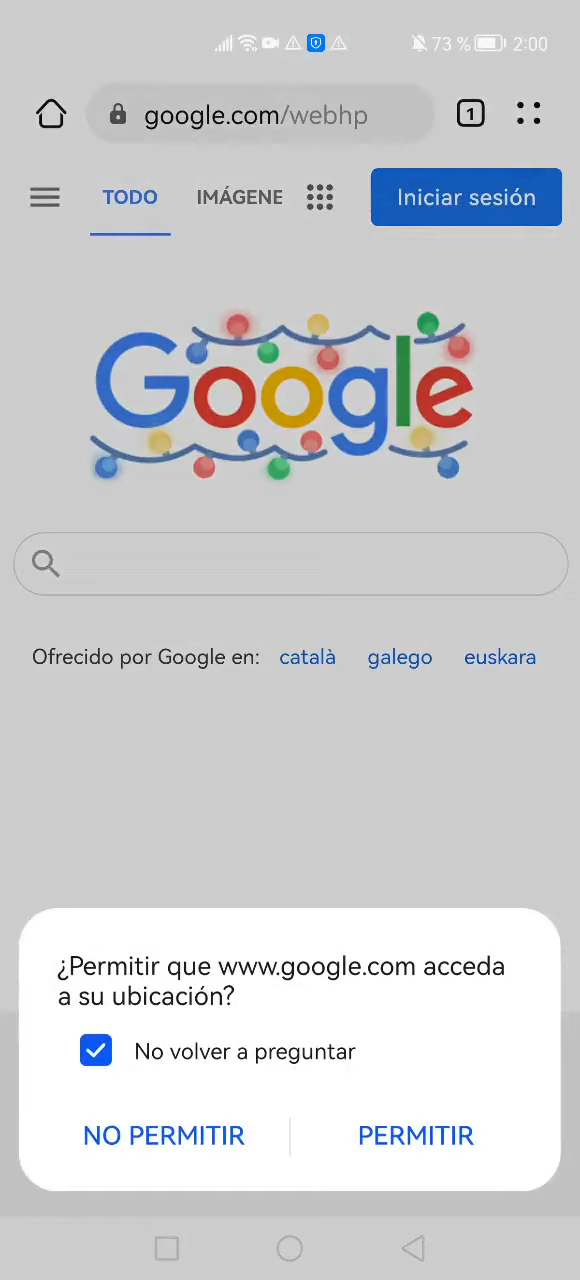 73 % 2:00
google.com/webhp
1
TODO IMÁGENE Iniciar sesión
Google
Ofrecido por Google en: català galego euskara
¿Permitir que www.google.com acceda
a su ubicación?
No volver a preguntar
NO PERMITIR PERMITIR